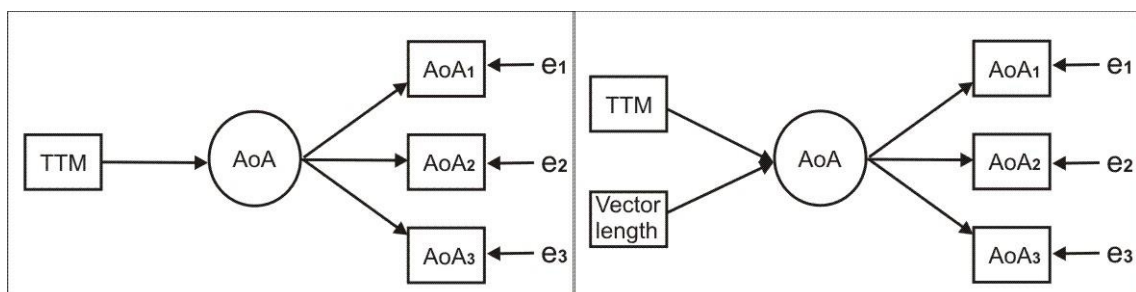 TTM
AoA
AoA1
e1
AoA2
e2
AoA3
e3
TTM
Vector
length
AoA
AoA1
e1
AoA2
e2
AoA3
e3